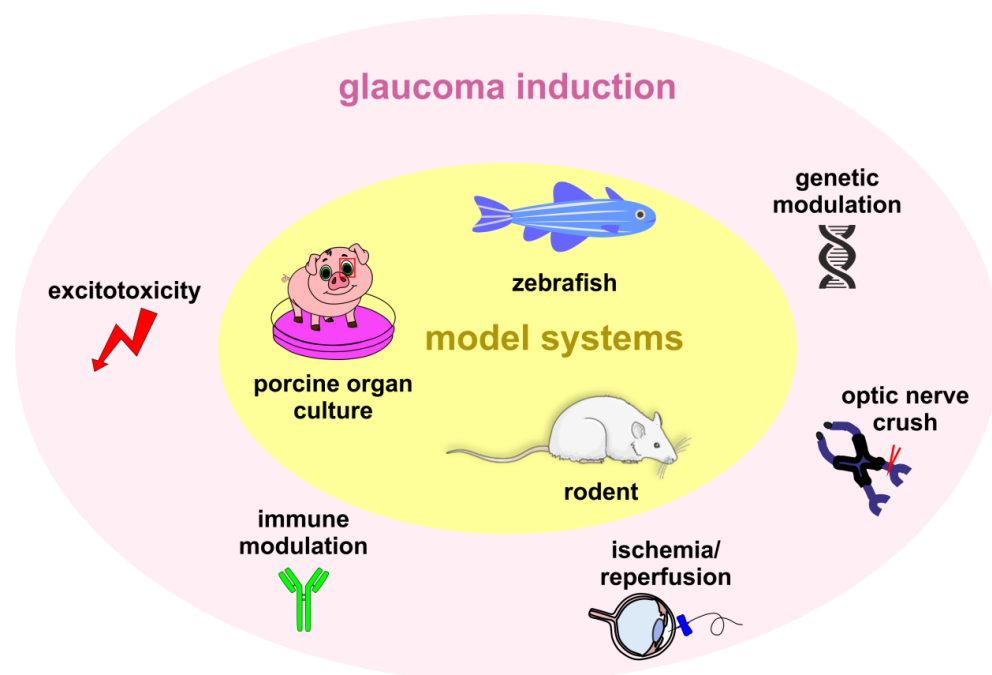 glaucoma induction
genetic
modulation
excitotoxicity
zebrafish
model systems
porcine organ
culture
optic nerve
crush
rodent
immune
modulation
ischemia/
reperfusion